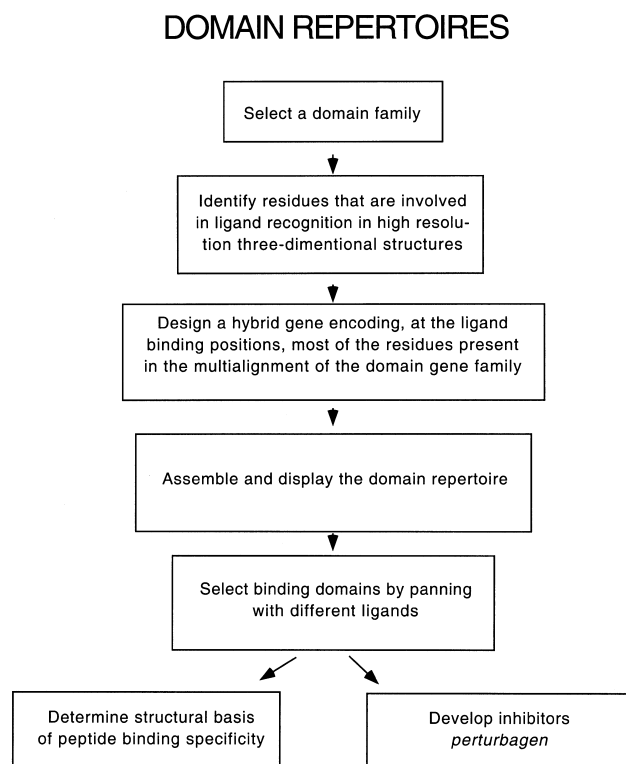 DOMAIN REPERTOIRES
Select a domain family
Identify residues that are involved
in ligand recognition in high resolu-
tion three-dimentional structures
Design a hybrid gene encoding, at the ligand
binding positions, most of the residues present
in the multialignment of the domain gene family
Assemble and display the domain repertoire
Select binding domains by panning
with different ligands
Determine structural basis
of peptide binding specificity
Develop inhibitors
perturbagen